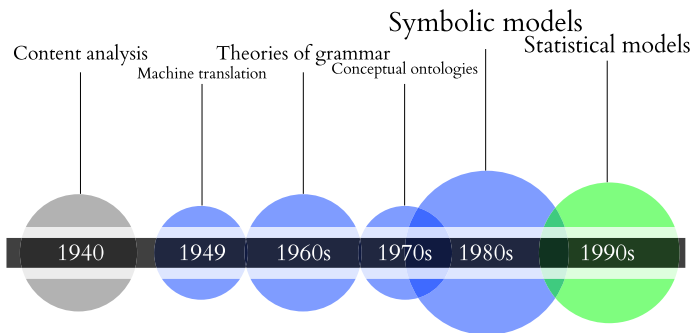 Symbolic models
Content analysis
Theories of grammar
Statistical models
Machine translation
Conceptual ontologies
1940
1949
1960s
1970s
1980s
1990s